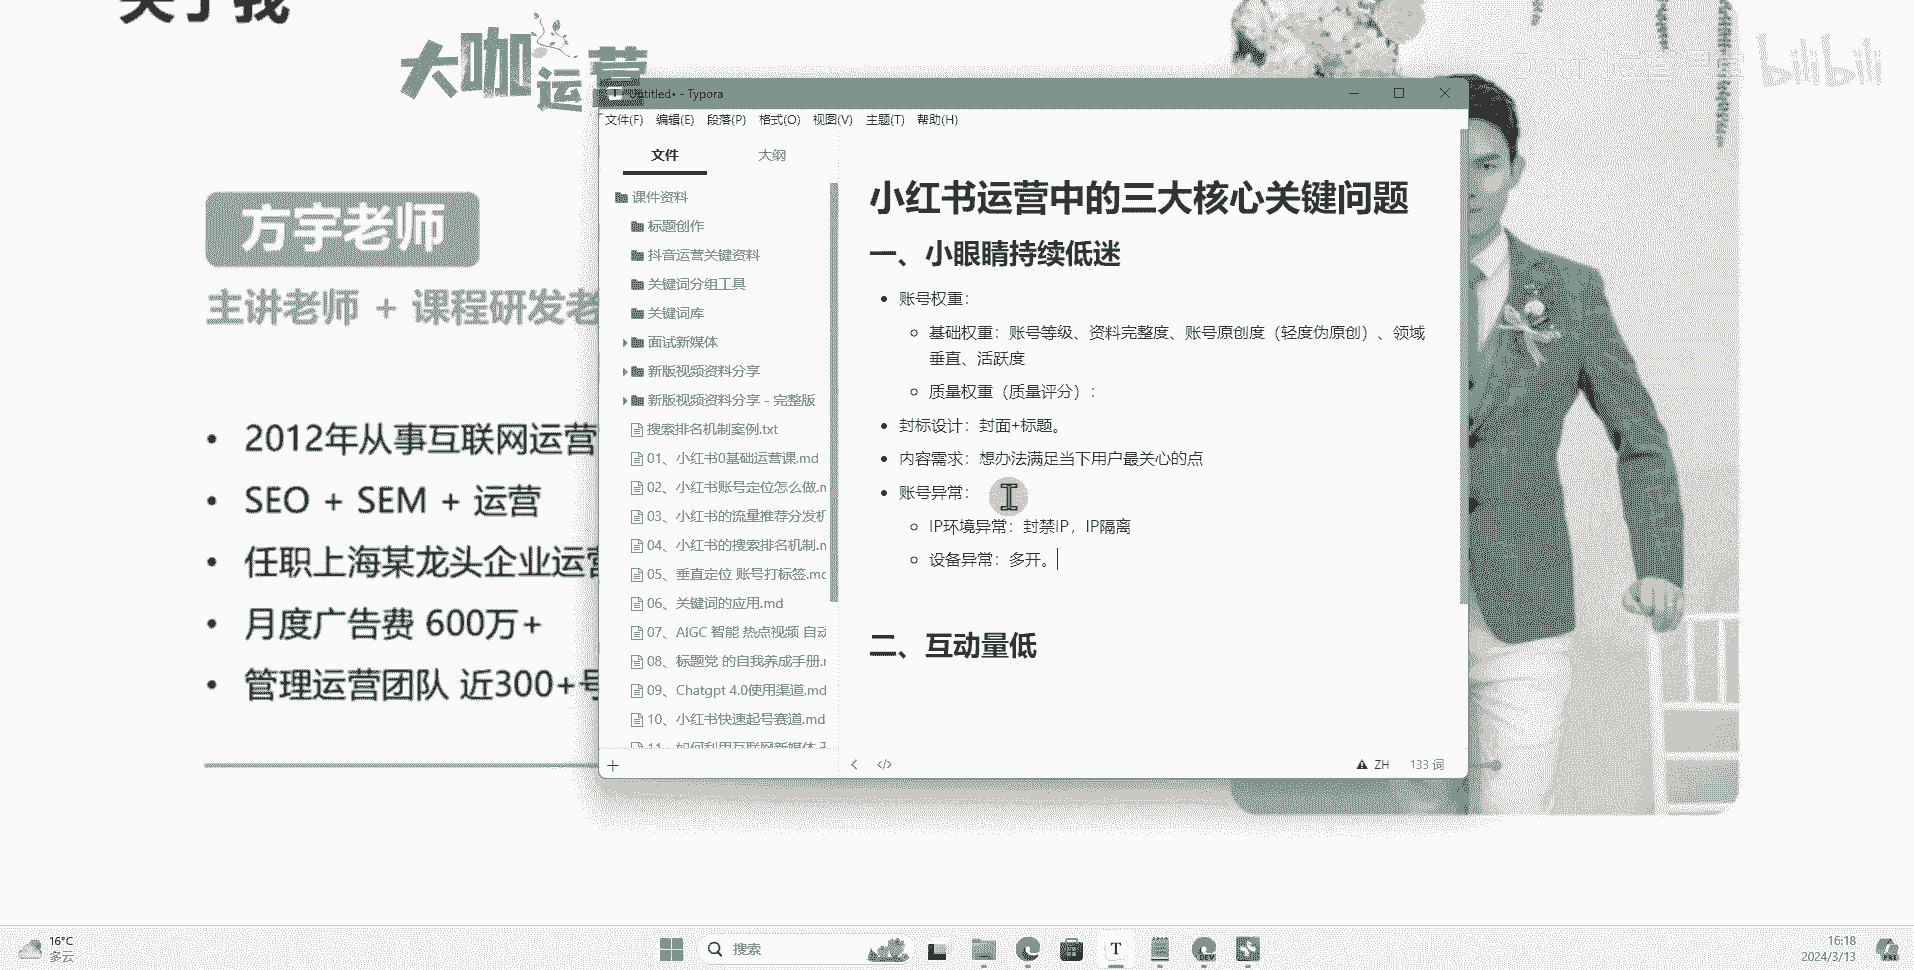 关于我
大咖运营
bilibili
方宇老师
主讲老师 + 课程研发老
• 2012年从事互联网运营
• SEO + SEM + 运营
• 任职上海某龙头企业运营
• 月度广告费 600万+
• 管理运营团队 近300+号
Untitled• - Typora
文件(F) 编辑(E) 段落(P) 格式(O) 视图(V) 主题(T) 帮助(H)
文件 大纲
课件资料
标题创作
抖音运营关键资料
关键词分组工具
关键词库
面试新媒体
新版视频资料分享
新版视频资料分享 - 完整版
搜索排名机制案例.txt
01、小红书0基础运营课.md
02、小红书账号定位怎么做.m
03、小红书的流量推荐分发机
04、小红书的搜索排名机制.m
05、垂直定位 账号打标签.md
06、关键词的应用.md
07、AIGC 智能 热点视频 自动
08、标题党 的自我养成手册.m
09、Chatgpt 4.0使用渠道.md
10、小红书快速起号赛道.md
11、如何利用互联网新媒体
小红书运营中的三大核心关键问题
一、小眼睛持续低迷
• 账号权重：
○ 基础权重：账号等级、资料完整度、账号原创度（轻度伪原创）、领域
垂直、活跃度
○ 质量权重（质量评分）：
• 封标设计：封面+标题。
• 内容需求：想办法满足当下用户最关心的点
• 账号异常：
○ IP环境异常：封禁IP，IP隔离
○ 设备异常：多开。
二、互动量低
ZH 133 词
16°C
多云
搜索
T
DEV
16:18
2024/3/13
PRE